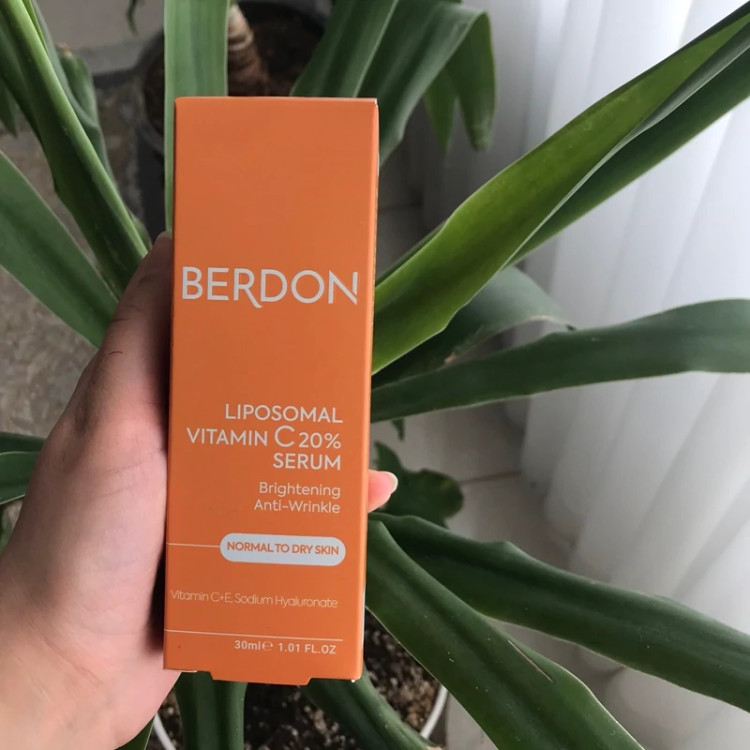 BERDON
LIPOSOMAL
VITAMIN C 20%
SERUM
Brightening
Anti-Wrinkle
NORMAL TO DRY SKIN
Vitamin C+E, Sodium Hyaluronate
30ml℮ 1.01 FL.OZ